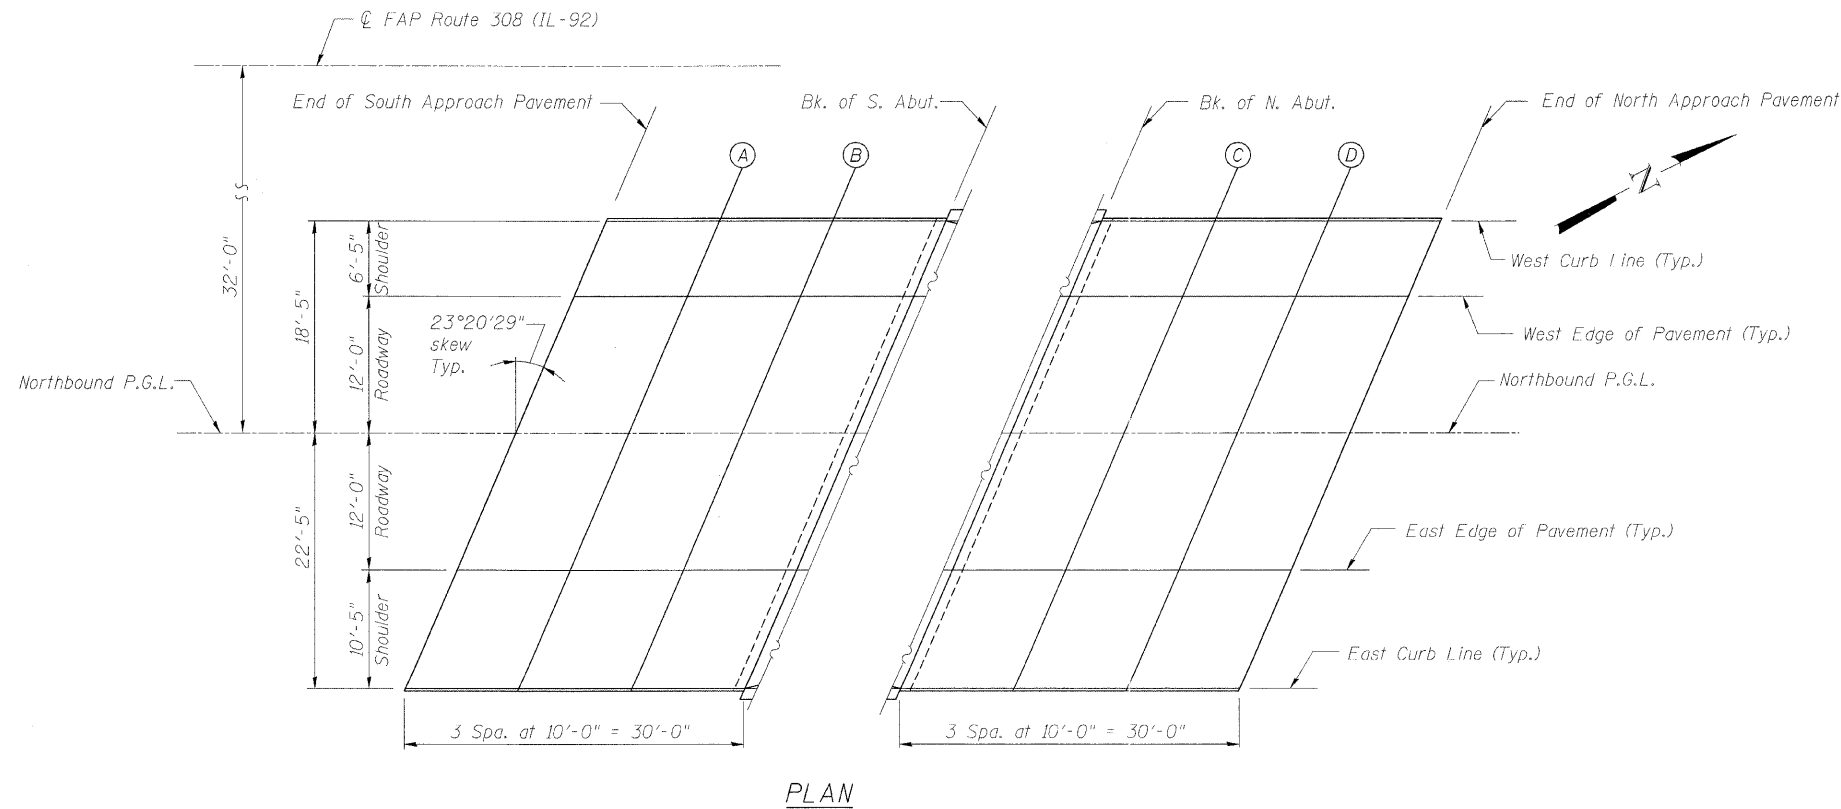 ℄ FAP Route 308 (IL-92)
End of South Approach Pavement
Bk. of S. Abut.
Bk. of N. Abut.
End of North Approach Pavement
A
B
C
D
N
32'-0"
18'-5"
6'-5"
Shoulder
12'-0"
Roadway
23°20'29"
skew
Typ.
West Curb Line (Typ.)
West Edge of Pavement (Typ.)
Northbound P.G.L.
Northbound P.G.L.
22'-5"
12'-0"
Roadway
10'-5"
Shoulder
East Edge of Pavement (Typ.)
East Curb Line (Typ.)
3 Spa. at 10'-0" = 30'-0"
3 Spa. at 10'-0" = 30'-0"
PLAN